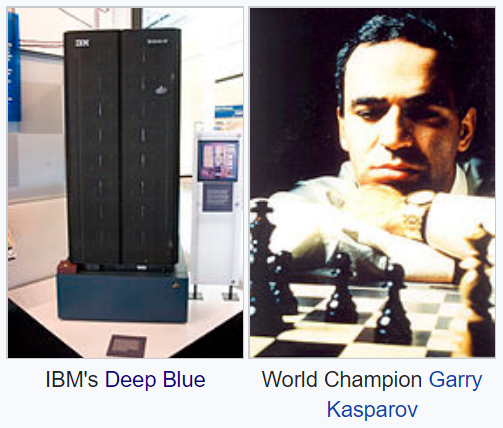 IBM
IBM's Deep Blue
World Champion Garry
Kasparov